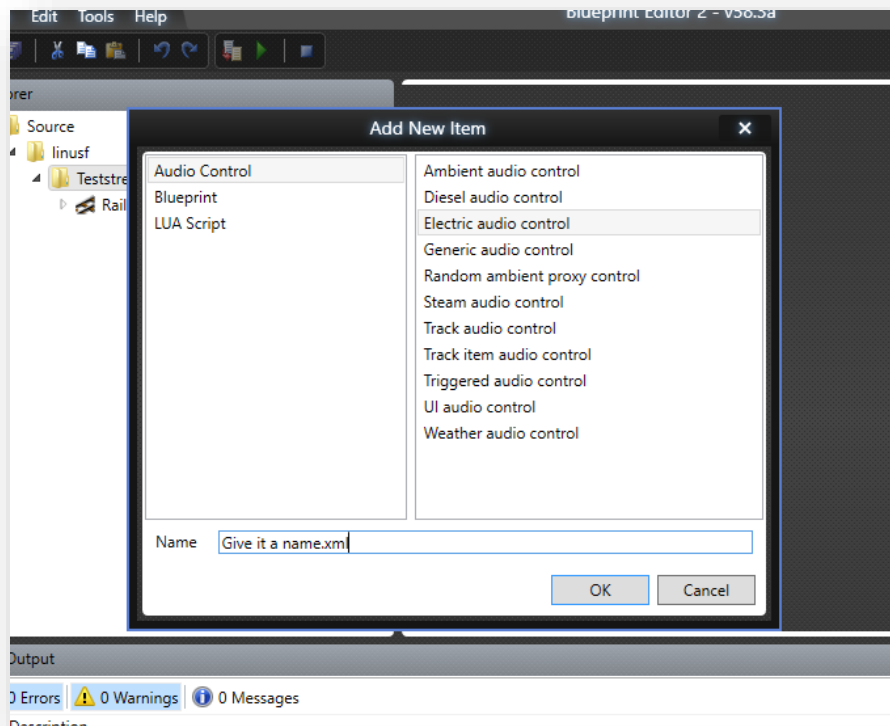 Edit Tools Help
Blueprint Editor 2 - v58.3a
orer
Source
linusf
Teststre
Rail
Add New Item
Audio Control
Blueprint
LUA Script
Ambient audio control
Diesel audio control
Electric audio control
Generic audio control
Random ambient proxy control
Steam audio control
Track audio control
Track item audio control
Triggered audio control
UI audio control
Weather audio control
Name Give it a name.xml
OK Cancel
Output
0 Errors 0 Warnings 0 Messages
Description